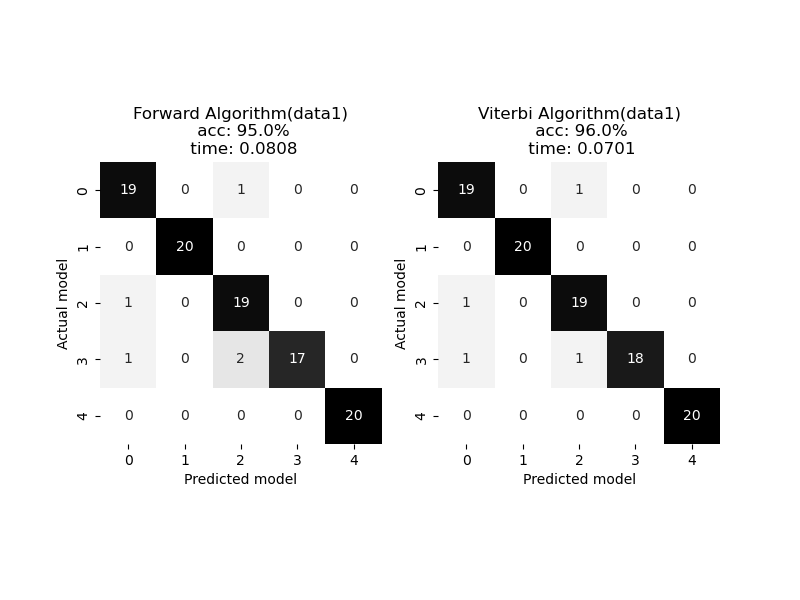 Forward Algorithm(data1)
acc: 95.0%
time: 0.0808
Actual model
0 19 0 1 0 0
1 0 20 0 0 0
2 1 0 19 0 0
3 1 0 2 17 0
4 0 0 0 0 20
0 1 2 3 4
Predicted model
Viterbi Algorithm(data1)
acc: 96.0%
time: 0.0701
Actual model
0 19 0 1 0 0
1 0 20 0 0 0
2 1 0 19 0 0
3 1 0 1 18 0
4 0 0 0 0 20
0 1 2 3 4
Predicted model